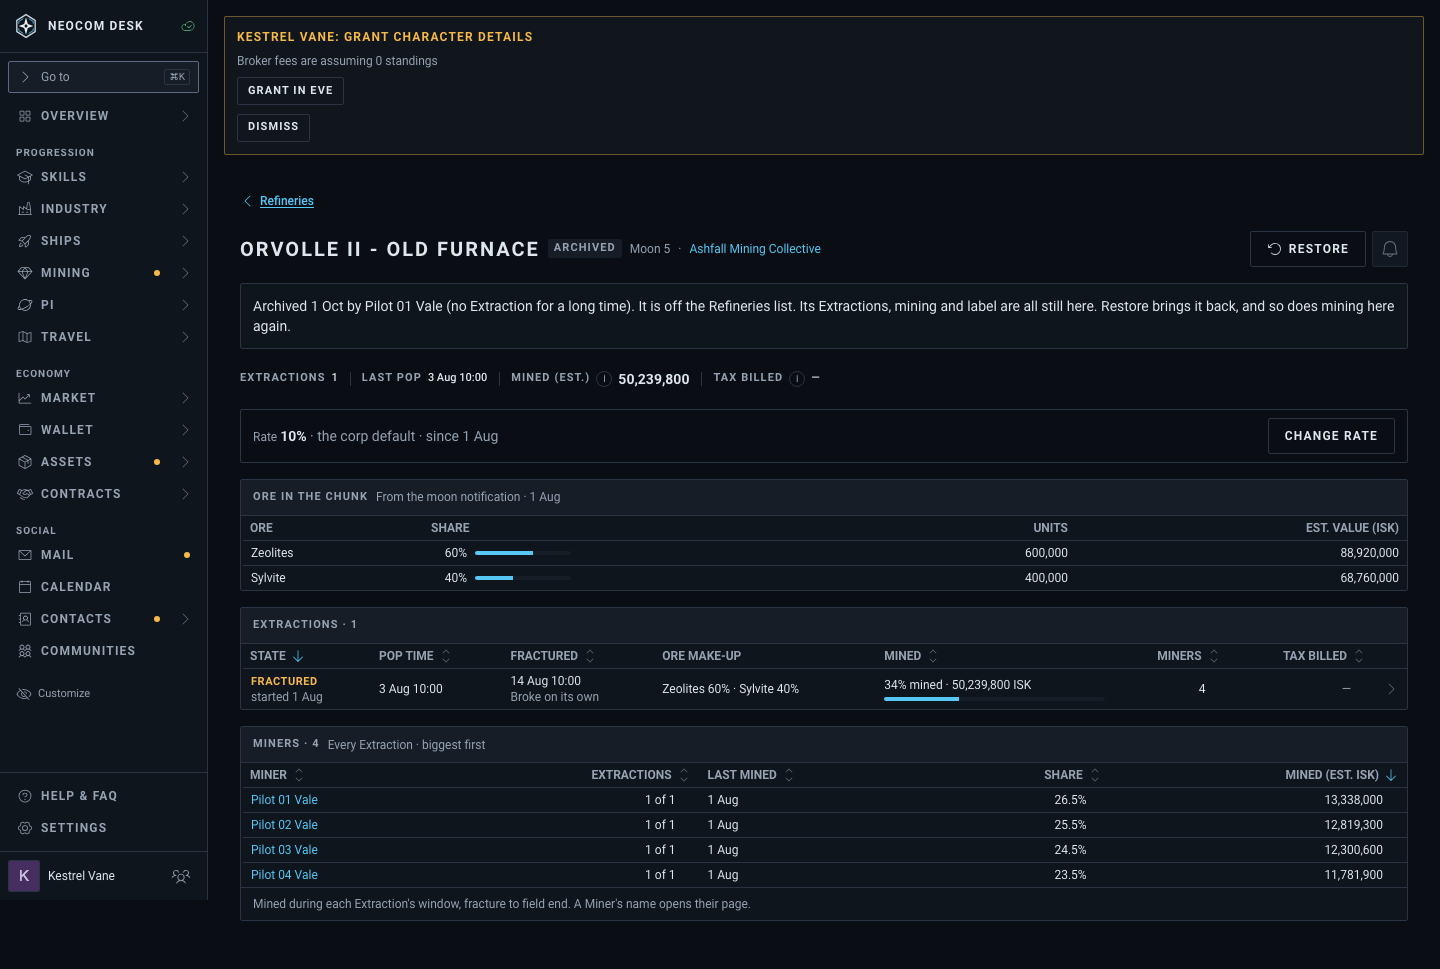 NEOCOM DESK
Go to ⌘K
OVERVIEW
PROGRESSION
SKILLS
INDUSTRY
SHIPS
MINING
PI
TRAVEL
ECONOMY
MARKET
WALLET
ASSETS
CONTRACTS
SOCIAL
MAIL
CALENDAR
CONTACTS
COMMUNITIES
Customize
HELP & FAQ
SETTINGS
K Kestrel Vane
KESTREL VANE: GRANT CHARACTER DETAILS
Broker fees are assuming 0 standings
GRANT IN EVE
DISMISS
Refineries
ORVOLLE II - OLD FURNACE ARCHIVED Moon 5 · Ashfall Mining Collective RESTORE
Archived 1 Oct by Pilot 01 Vale (no Extraction for a long time). It is off the Refineries list. Its Extractions, mining and label are all still here. Restore brings it back, and so does mining here
again.
EXTRACTIONS 1 LAST POP 3 Aug 10:00 MINED (EST.) I 50,239,800 TAX BILLED I –
Rate 10% · the corp default · since 1 Aug CHANGE RATE
ORE IN THE CHUNK From the moon notification · 1 Aug
ORE SHARE UNITS EST. VALUE (ISK)
Zeolites 60% 600,000 88,920,000
Sylvite 40% 400,000 68,760,000
EXTRACTIONS · 1
STATE POP TIME FRACTURED ORE MAKE-UP MINED MINERS TAX BILLED
FRACTURED 3 Aug 10:00 14 Aug 10:00 Zeolites 60% · Sylvite 40% 34% mined · 50,239,800 ISK 4 –
started 1 Aug Broke on its own
MINERS · 4 Every Extraction · biggest first
MINER EXTRACTIONS LAST MINED SHARE MINED (EST. ISK)
Pilot 01 Vale 1 of 1 1 Aug 26.5% 13,338,000
Pilot 02 Vale 1 of 1 1 Aug 25.5% 12,819,300
Pilot 03 Vale 1 of 1 1 Aug 24.5% 12,300,600
Pilot 04 Vale 1 of 1 1 Aug 23.5% 11,781,900
Mined during each Extraction's window, fracture to field end. A Miner's name opens their page.